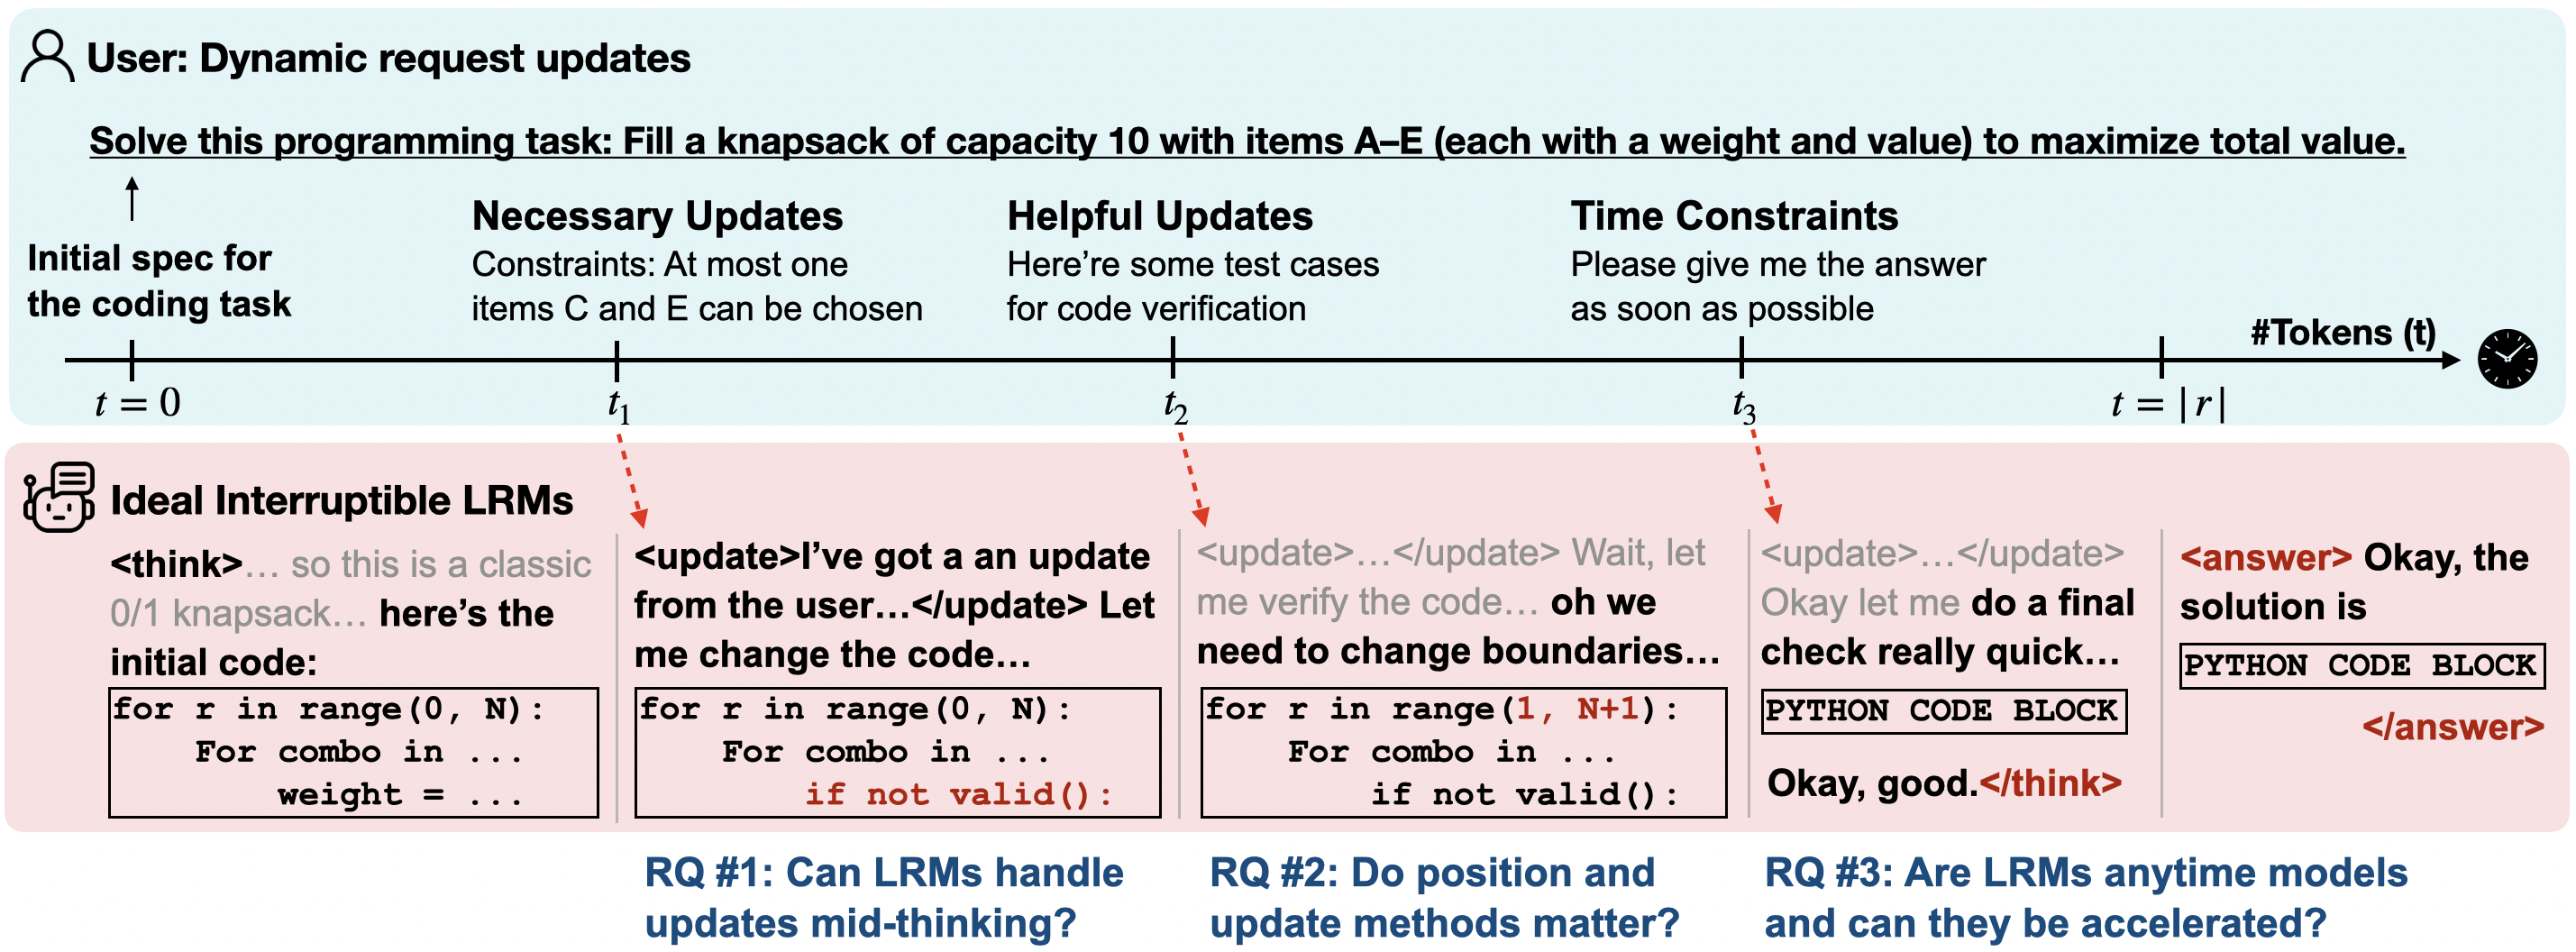 User: Dynamic request updates
Solve this programming task: Fill a knapsack of capacity 10 with items A–E (each with a weight and value) to maximize total value.
Initial spec for
the coding task
Necessary Updates
Constraints: At most one
items C and E can be chosen
Helpful Updates
Here’re some test cases
for code verification
Time Constraints
Please give me the answer
as soon as possible
#Tokens (t)
t = 0
t₁
t₂
t₃
t = |r|
Ideal Interruptible LRMs
<think>… so this is a classic
0/1 knapsack… here’s the
initial code:
for r in range(0, N):
    For combo in ...
        weight = ...
<update>I’ve got a an update
from the user…</update> Let
me change the code…
for r in range(0, N):
    For combo in ...
        if not valid():
<update>…</update> Wait, let
me verify the code… oh we
need to change boundaries…
for r in range(1, N+1):
    For combo in ...
        if not valid():
<update>…</update>
Okay let me do a final
check really quick…
PYTHON CODE BLOCK
Okay, good.</think>
<answer> Okay, the
solution is
PYTHON CODE BLOCK
</answer>
RQ #1: Can LRMs handle
updates mid-thinking?
RQ #2: Do position and
update methods matter?
RQ #3: Are LRMs anytime models
and can they be accelerated?